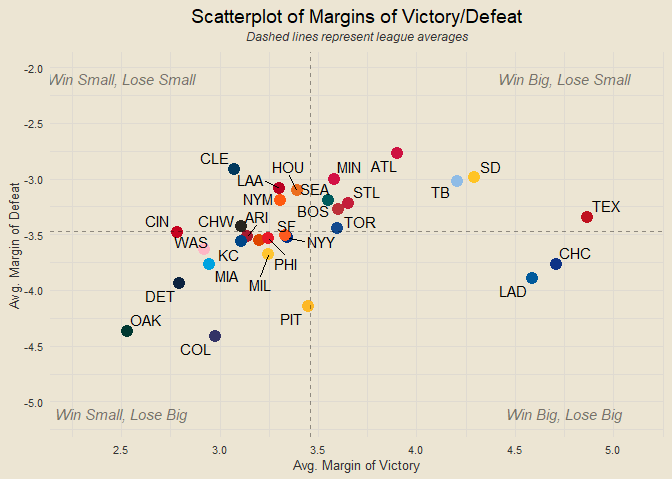 Scatterplot of Margins of Victory/Defeat
Dashed lines represent league averages
-2.0
Win Small, Lose Small
Win Big, Lose Small
-2.5
ATL
CLE
HOU
MIN
SD
-3.0
LAA
SEA
STL
TB
NYM
BOS
TEX
CIN
CHW
ARI
SF
TOR
-3.5
WAS
KC
NYY
CHC
PHI
MIA
MIL
LAD
DET
-4.0
OAK
PIT
COL
-4.5
Win Small, Lose Big
Win Big, Lose Big
-5.0
2.5
3.0
3.5
4.0
4.5
5.0
Avg. Margin of Victory
Avg. Margin of Defeat